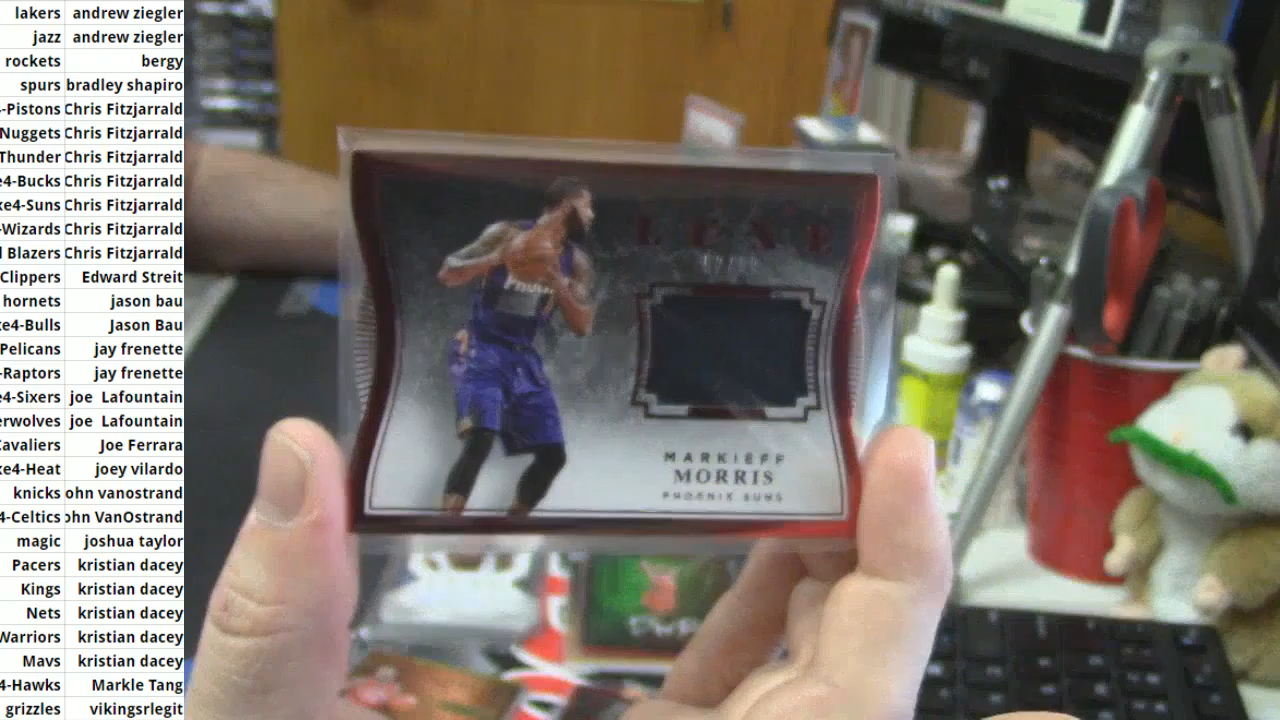 lakers andrew ziegler
jazz andrew ziegler
rockets bergy
spurs bradley shapiro
-Pistons Chris Fitzjarrald
Nuggets Chris Fitzjarrald
Thunder Chris Fitzjarrald
e4-Bucks Chris Fitzjarrald
xe4-Suns Chris Fitzjarrald
-Wizards Chris Fitzjarrald
l Blazers Chris Fitzjarrald
Clippers Edward Streit
hornets jason bau
xe4-Bulls Jason Bau
Pelicans jay frenette
-Raptors jay frenette
e4-Sixers joe Lafountain
erwolves joe Lafountain
Cavaliers Joe Ferrara
xe4-Heat joey vilardo
knicks ohn vanostrand
4-Celtics ohn VanOstrand
magic joshua taylor
Pacers kristian dacey
Kings kristian dacey
Nets kristian dacey
Warriors kristian dacey
Mavs kristian dacey
4-Hawks Markle Tang
grizzles vikingsrlegit
MARKIEFF
MORRIS
PHOENIX SUNS